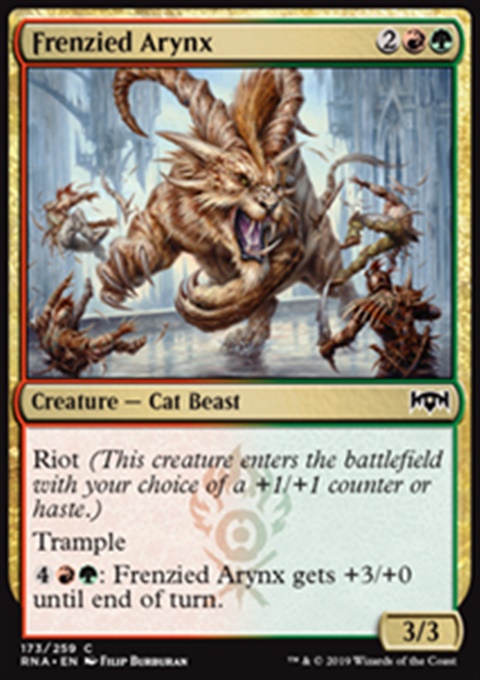 Frenzied Arynx 2
Creature — Cat Beast
Riot (This creature enters the battlefield
with your choice of a +1/+1 counter or
haste.)
Trample
4: Frenzied Arynx gets +3/+0
until end of turn.
3/3
173/259 C
RNA • EN Filip Burburan
™ & © 2019 Wizards of the Coast